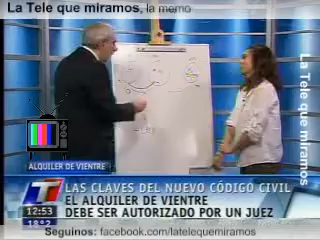 La Tele que miramos, la memo
La Tele que miramos
ALQUILER DE VIENTRE
LAS CLAVES DEL NUEVO CÓDIGO CIVIL
EL ALQUILER DE VIENTRE
DEBE SER AUTORIZADO POR UN JUEZ
12:53
18º2
Seguinos: facebook.com/latelequemiramos